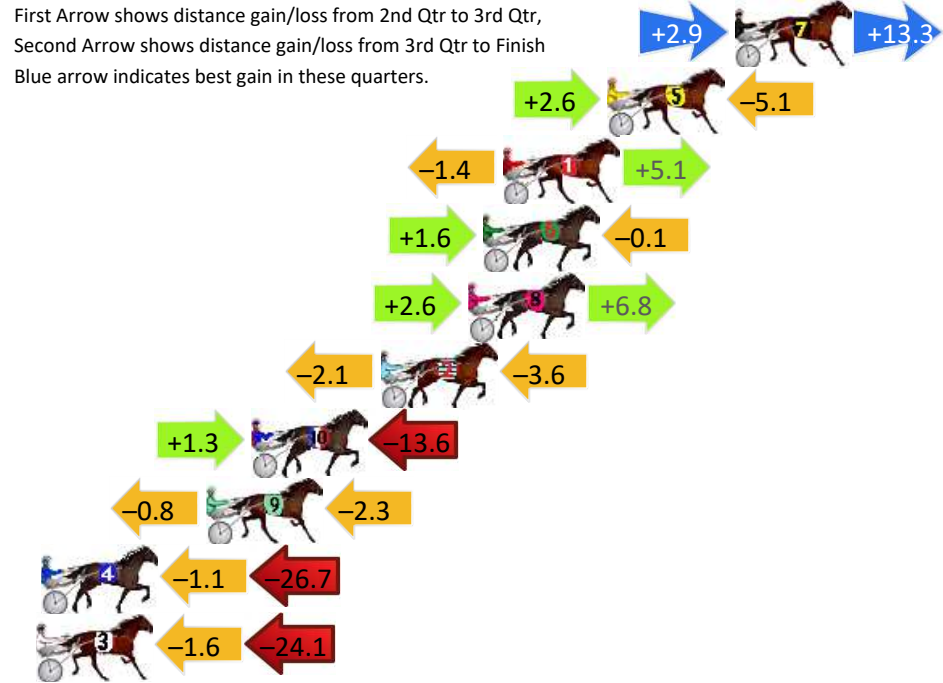 First Arrow shows distance gain/loss from 2nd Qtr to 3rd Qtr,
Second Arrow shows distance gain/loss from 3rd Qtr to Finish
Blue arrow indicates best gain in these quarters.
+2.9 7 +13.3
+2.6 5 –5.1
–1.4 1 +5.1
+1.6 6 –0.1
+2.6 8 +6.8
–2.1 2 –3.6
+1.3 10 –13.6
–0.8 9 –2.3
4 –1.1 –26.7
3 –1.6 –24.1